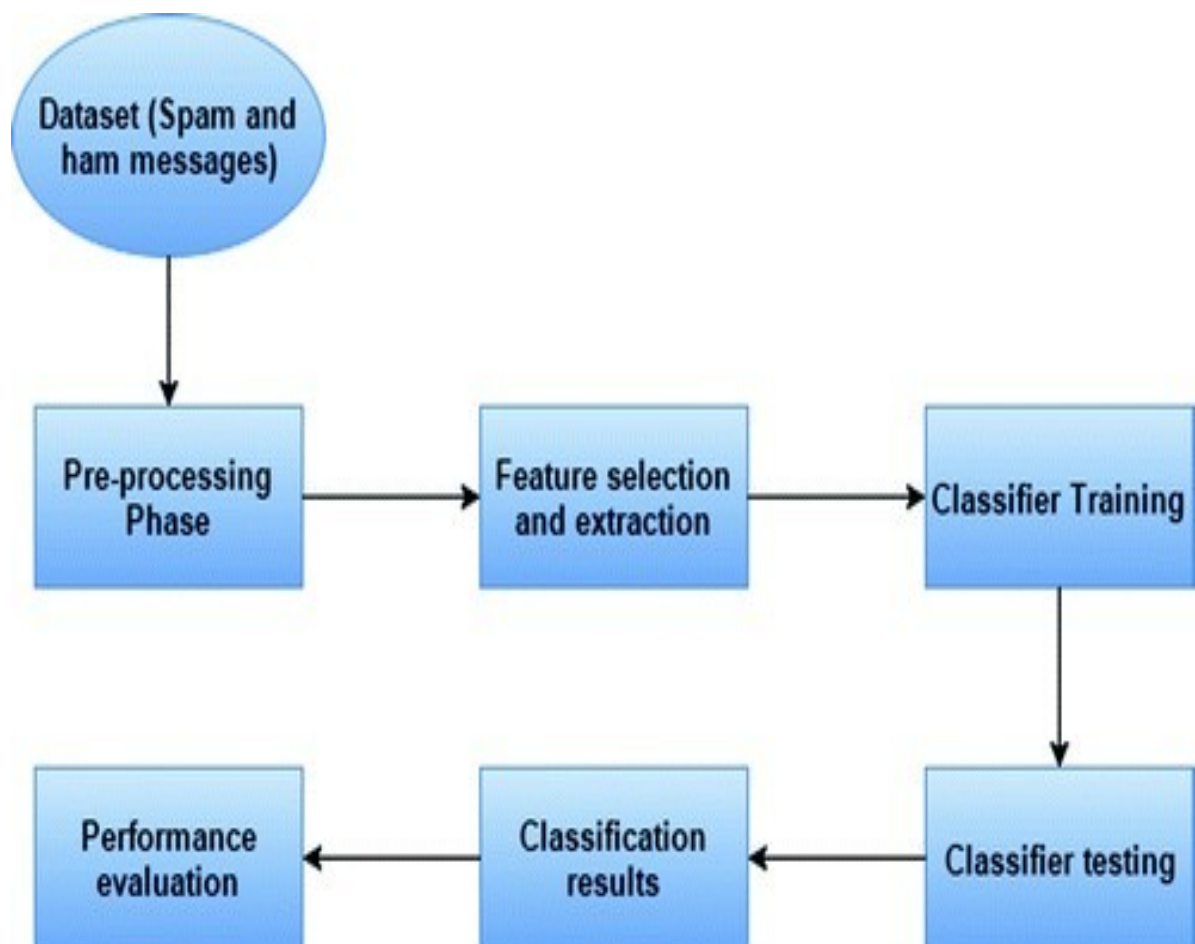 Dataset (Spam and
ham messages)
Pre-processing
Phase
Feature selection
and extraction
Classifier Training
Classifier testing
Classification
results
Performance
evaluation